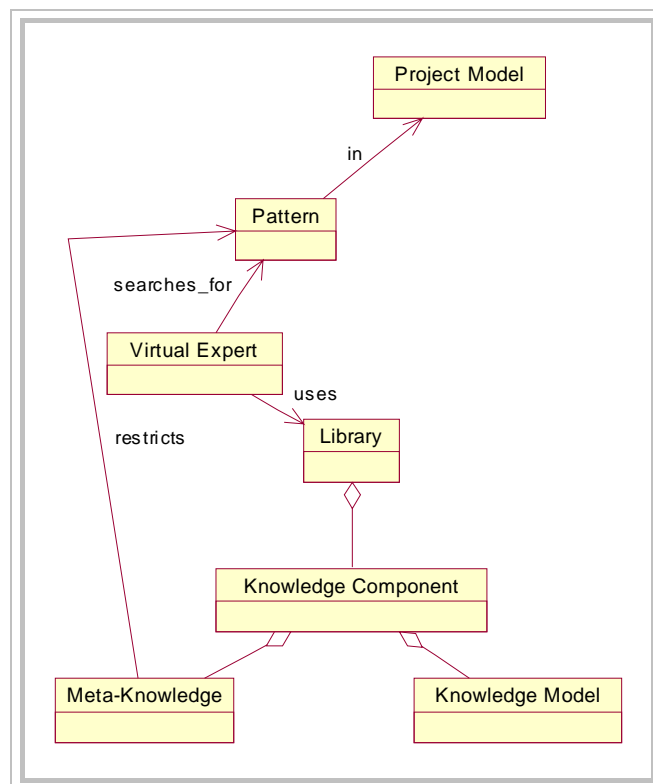 Project Model
in
Pattern
searches_for
Virtual Expert
uses
restricts
Library
Knowledge Component
Meta-Knowledge
Knowledge Model